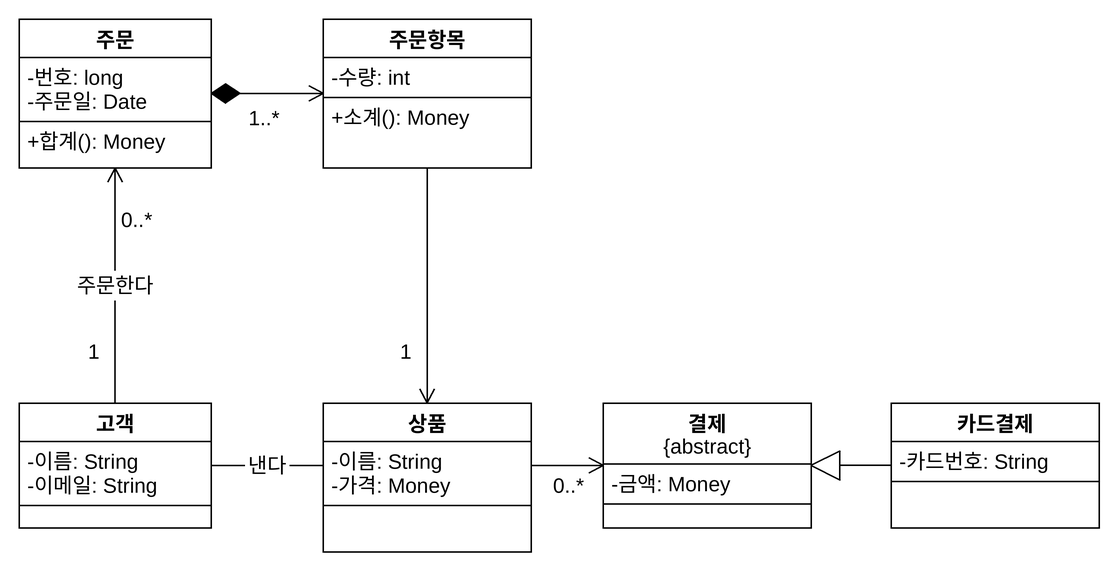 주문
-번호: long
-주문일: Date
+합계(): Money
1..*
주문항목
-수량: int
+소계(): Money
0..*
주문한다
1
1
고객
-이름: String
-이메일: String
낸다
상품
-이름: String
-가격: Money
0..*
결제
{abstract}
-금액: Money
카드결제
-카드번호: String